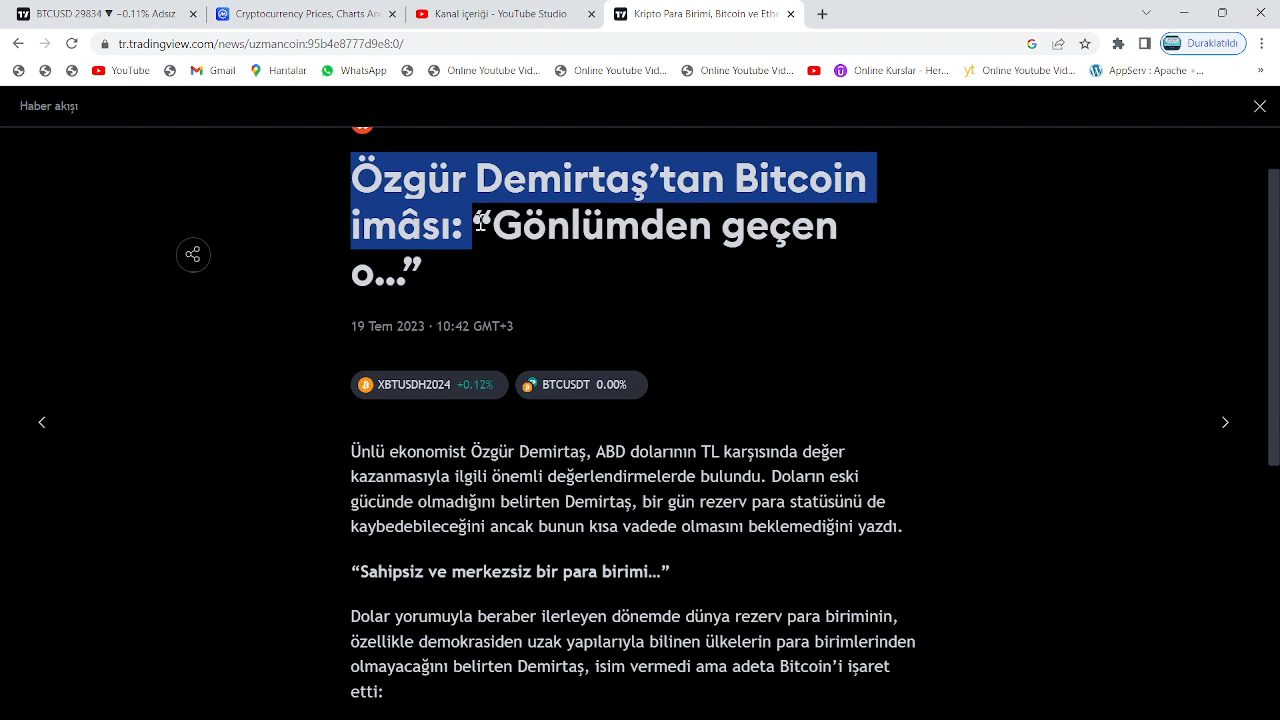 BTCUSD 29834 ▼ −0.11% Adsız
Cryptocurrency Prices, Charts An
Kanal içeriği - YouTube Studio
Kripto Para Birimi, Bitcoin ve Ethe
tr.tradingview.com/news/uzmancoin:95b4e8777d9e8:0/
Duraklatıldı
YouTube
Gmail
Haritalar
WhatsApp
Online Youtube Vid...
Online Youtube Vid...
Online Youtube Vid...
Online Kurslar - Her...
Online Youtube Vid...
AppServ : Apache +...
»
Haber akışı
Özgür Demirtaş’tan Bitcoin
imâsı: “Gönlümden geçen
o…”
19 Tem 2023 · 10:42 GMT+3
XBTUSDH2024 +0.12%
BTCUSDT 0.00%
Ünlü ekonomist Özgür Demirtaş, ABD dolarının TL karşısında değer
kazanmasıyla ilgili önemli değerlendirmelerde bulundu. Doların eski
gücünde olmadığını belirten Demirtaş, bir gün rezerv para statüsünü de
kaybedebileceğini ancak bunun kısa vadede olmasını beklemediğini yazdı.
“Sahipsiz ve merkezsiz bir para birimi…”
Dolar yorumuyla beraber ilerleyen dönemde dünya rezerv para biriminin,
özellikle demokrasiden uzak yapılarıyla bilinen ülkelerin para birimlerinden
olmayacağını belirten Demirtaş, isim vermedi ama adeta Bitcoin’i işaret
etti: